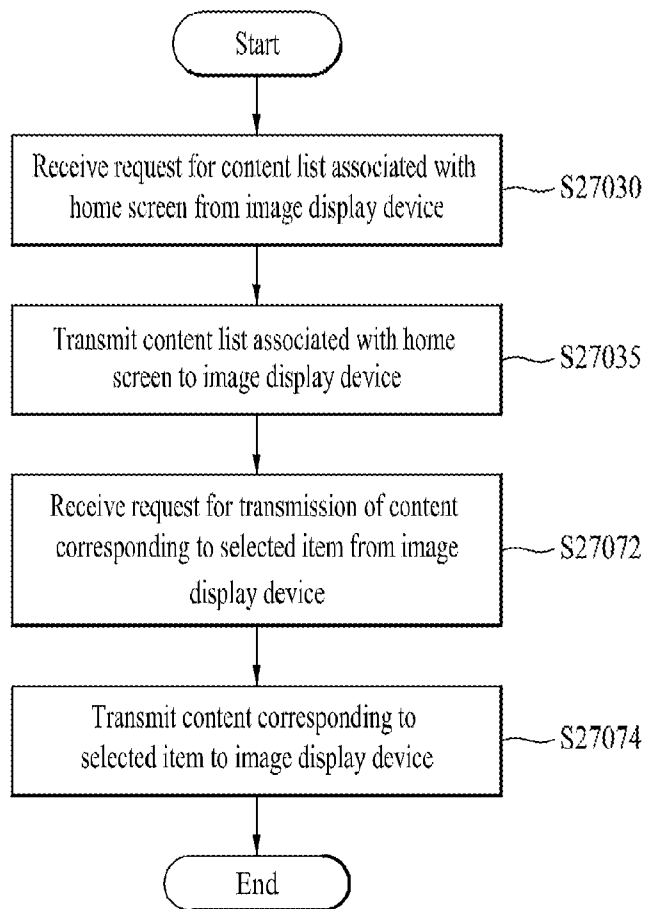 Start
Receive request for content list associated with
home screen from image display device
S27030
Transmit content list associated with home
screen to image display device
S27035
Receive request for transmission of content
corresponding to selected item from image
display device
S27072
Transmit content corresponding to
selected item to image display device
S27074
End